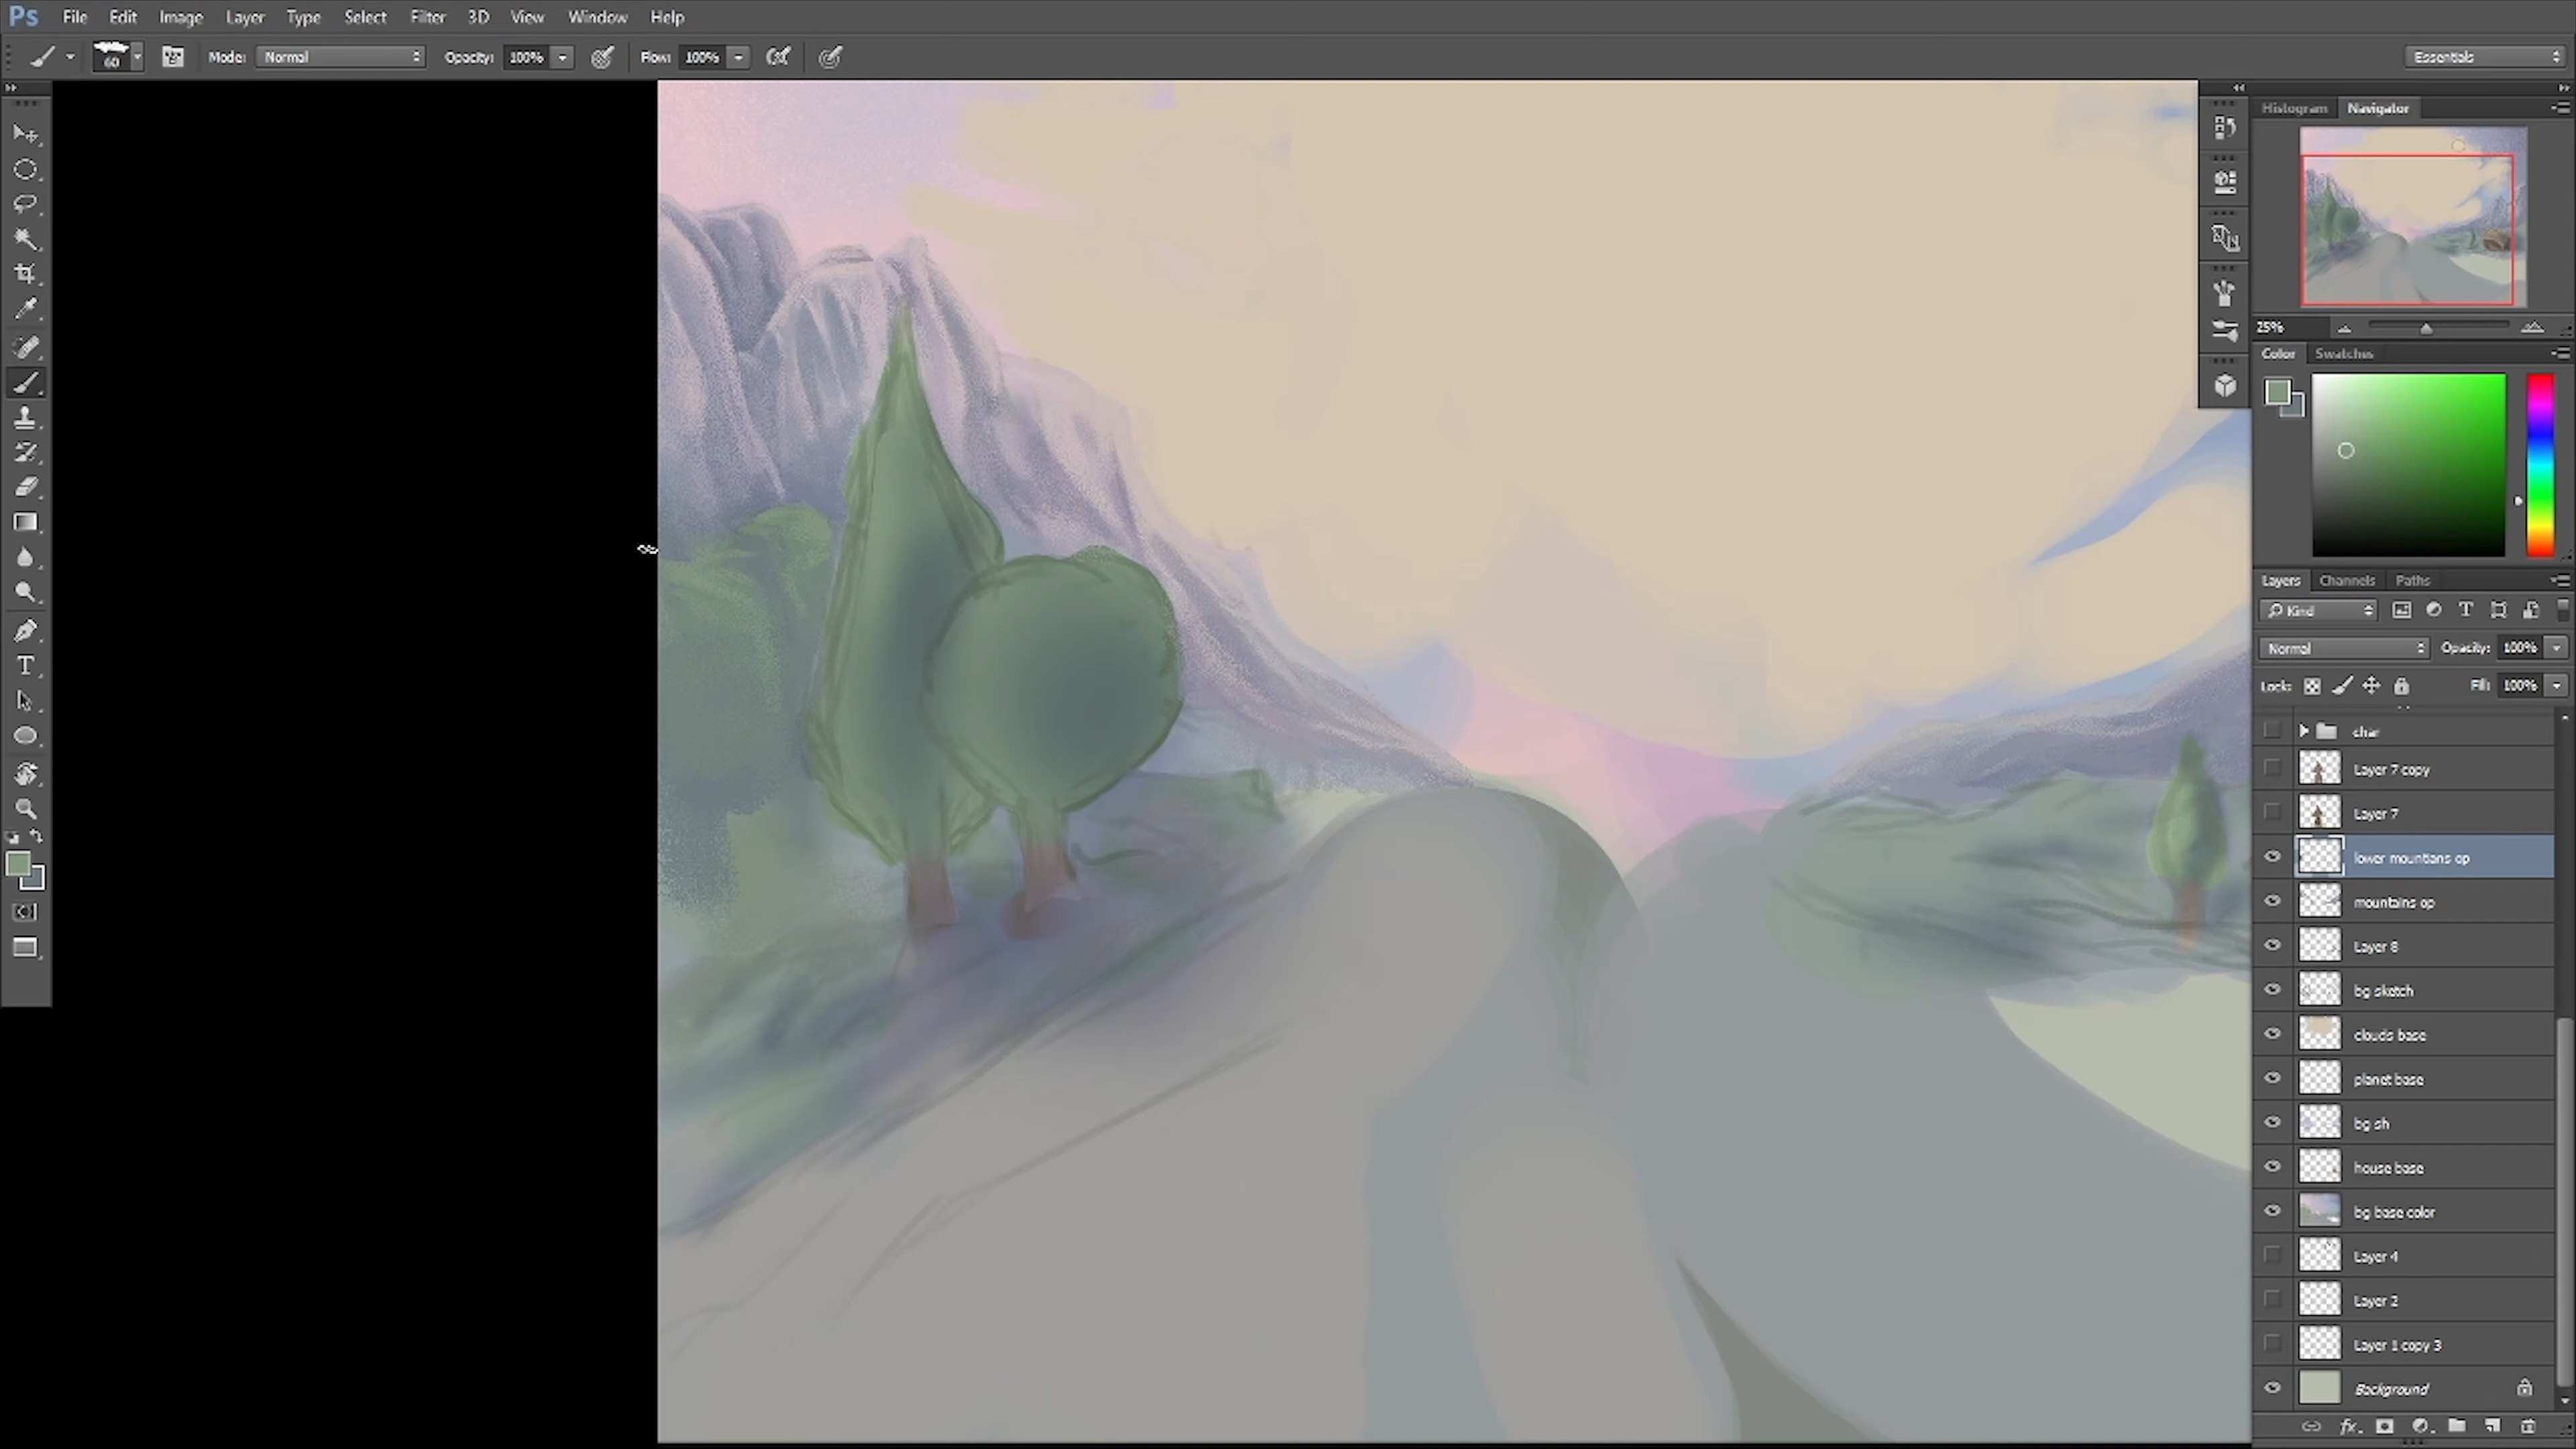 Ps File Edit Image Layer Type Select Filter 3D View Window Help
60 Mode: Normal Opacity: 100% Flow: 100% Essentials
Histogram Navigator
25%
Color Swatches
Layers Channels Paths
Kind
Normal Opacity: 100%
Lock: Fill: 100%
char
Layer 7 copy
Layer 7
lower mountians op
mountains op
Layer 8
bg sketch
clouds base
planet base
bg sh
house base
bg base color
Layer 4
Layer 2
Layer 1 copy 3
Background